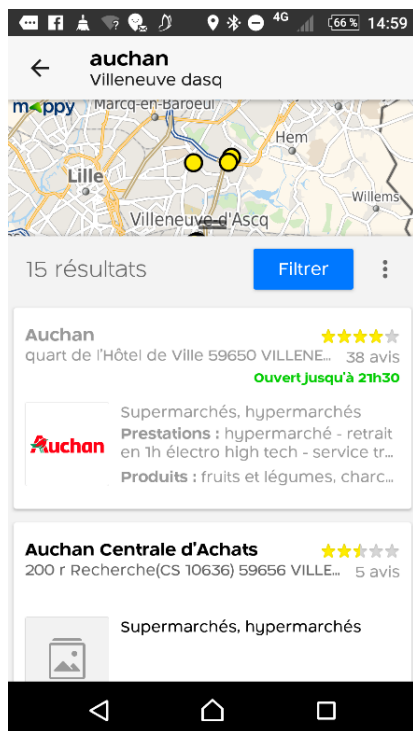 4G 66% 14:59
auchan
Villeneuve dasq
mappy
Marcq-en-Baroeul
Hem
Lille
Willems
Villeneuve-d'Ascq
15 résultats
Filtrer
Auchan
quart de l'Hôtel de Ville 59650 VILLENE... 38 avis
Ouvert jusqu'à 21h30
Supermarchés, hypermarchés
Auchan
Prestations : hypermarché - retrait
en 1h électro high tech - service tr...
Produits : fruits et légumes, charc...
Auchan Centrale d'Achats
200 r Recherche(CS 10636) 59656 VILLE... 5 avis
Supermarchés, hypermarchés